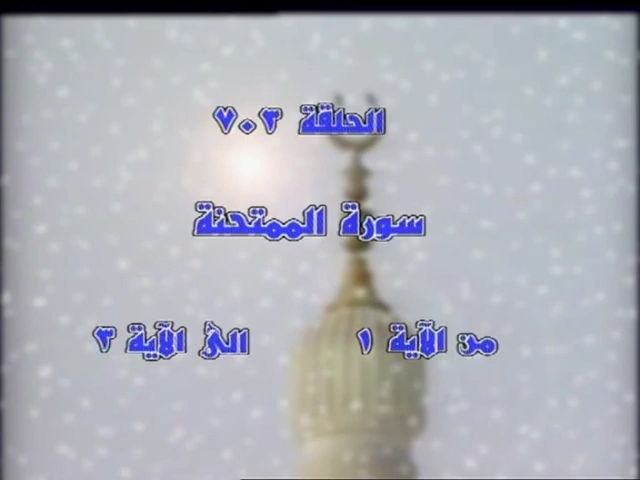 الحلقة ٧٠٣
سورة الممتحنة
من الآية ١ الى الآية ٣